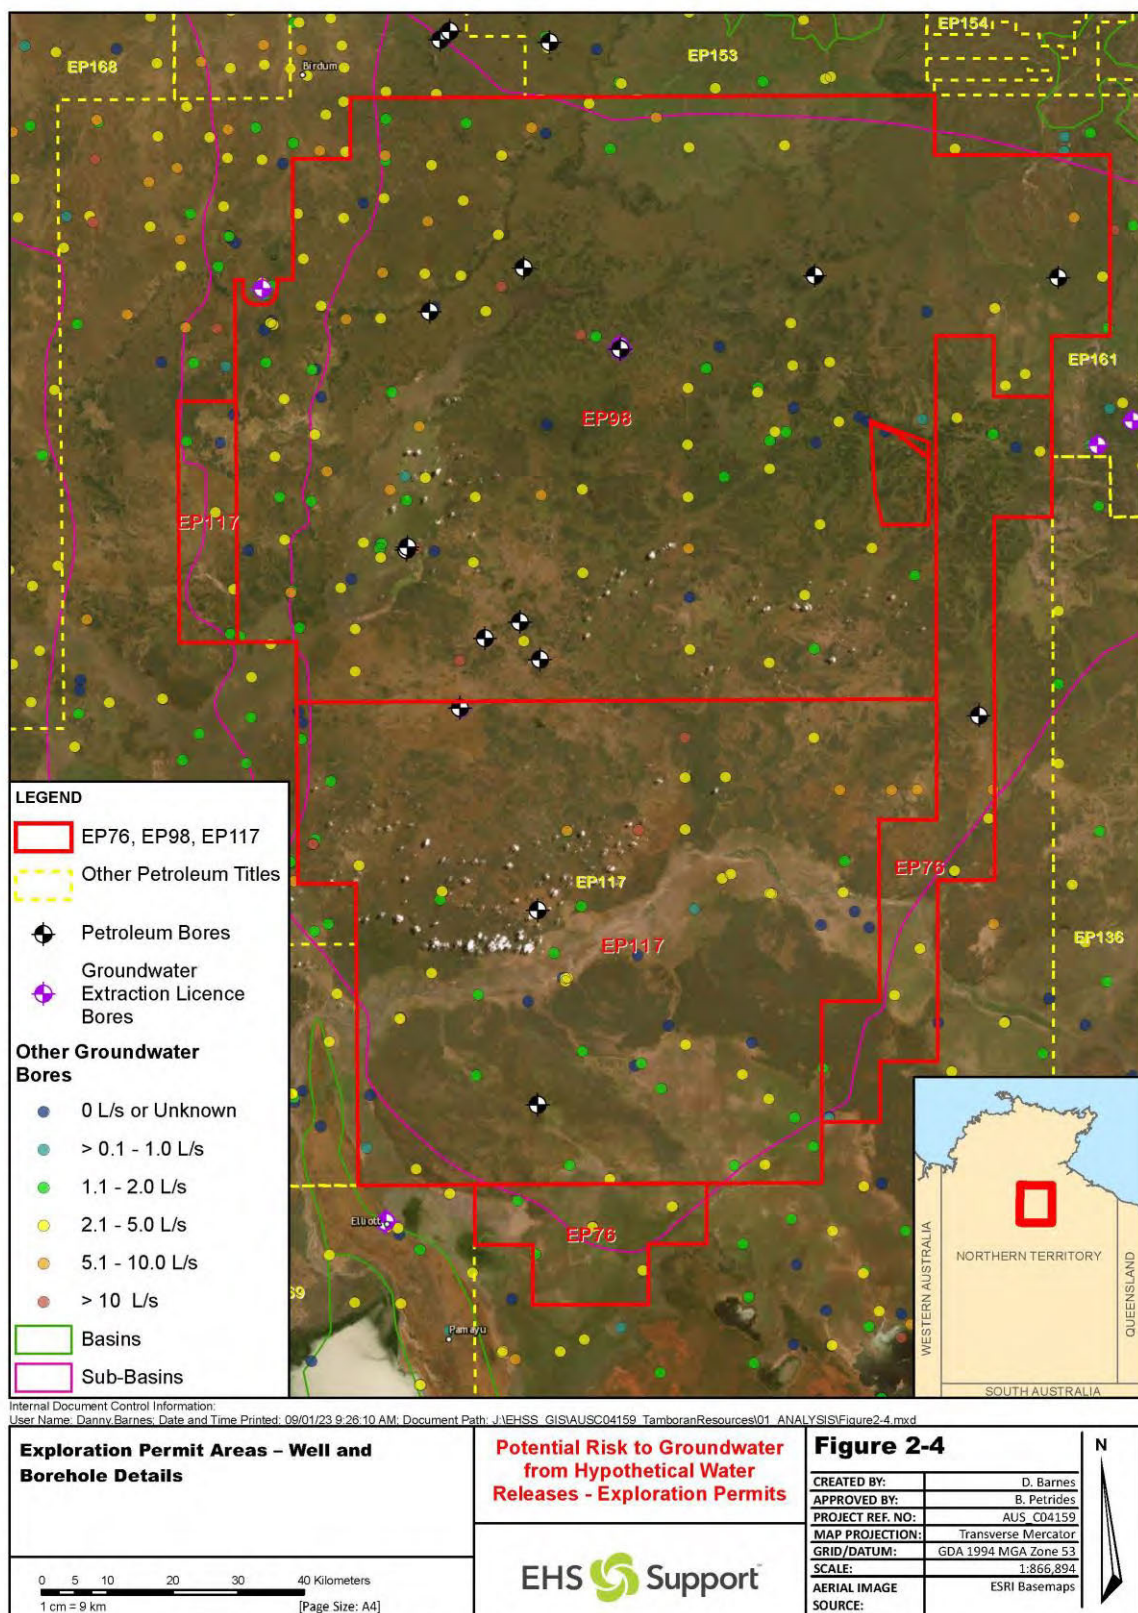 EP154
EP168
Birdum
EP153
EP161
EP98
EP117
EP76
EP117
EP117
EP136
Elliott
EP76
69
Pamayu
LEGEND
EP76, EP98, EP117
Other Petroleum Titles
Petroleum Bores
Groundwater
Extraction Licence
Bores
Other Groundwater
Bores
0 L/s or Unknown
> 0.1 - 1.0 L/s
1.1 - 2.0 L/s
2.1 - 5.0 L/s
5.1 - 10.0 L/s
> 10 L/s
Basins
Sub-Basins
WESTERN AUSTRALIA
NORTHERN TERRITORY
QUEENSLAND
SOUTH AUSTRALIA
Internal Document Control Information:
User Name: Danny.Barnes; Date and Time Printed: 09/01/23 9:26:10 AM; Document Path: J:\EHSS_GIS\AUSC04159_TamboranResources\01_ANALYSIS\Figure2-4.mxd
Exploration Permit Areas – Well and
Borehole Details
0 5 10 20 30 40 Kilometers
1 cm = 9 km
[Page Size: A4]
Potential Risk to Groundwater
from Hypothetical Water
Releases - Exploration Permits
EHS Support
Figure 2-4
CREATED BY: D. Barnes
APPROVED BY: B. Petrides
PROJECT REF. NO: AUS_C04159
MAP PROJECTION: Transverse Mercator
GRID/DATUM: GDA 1994 MGA Zone 53
SCALE: 1:866,894
AERIAL IMAGE ESRI Basemaps
SOURCE:
N